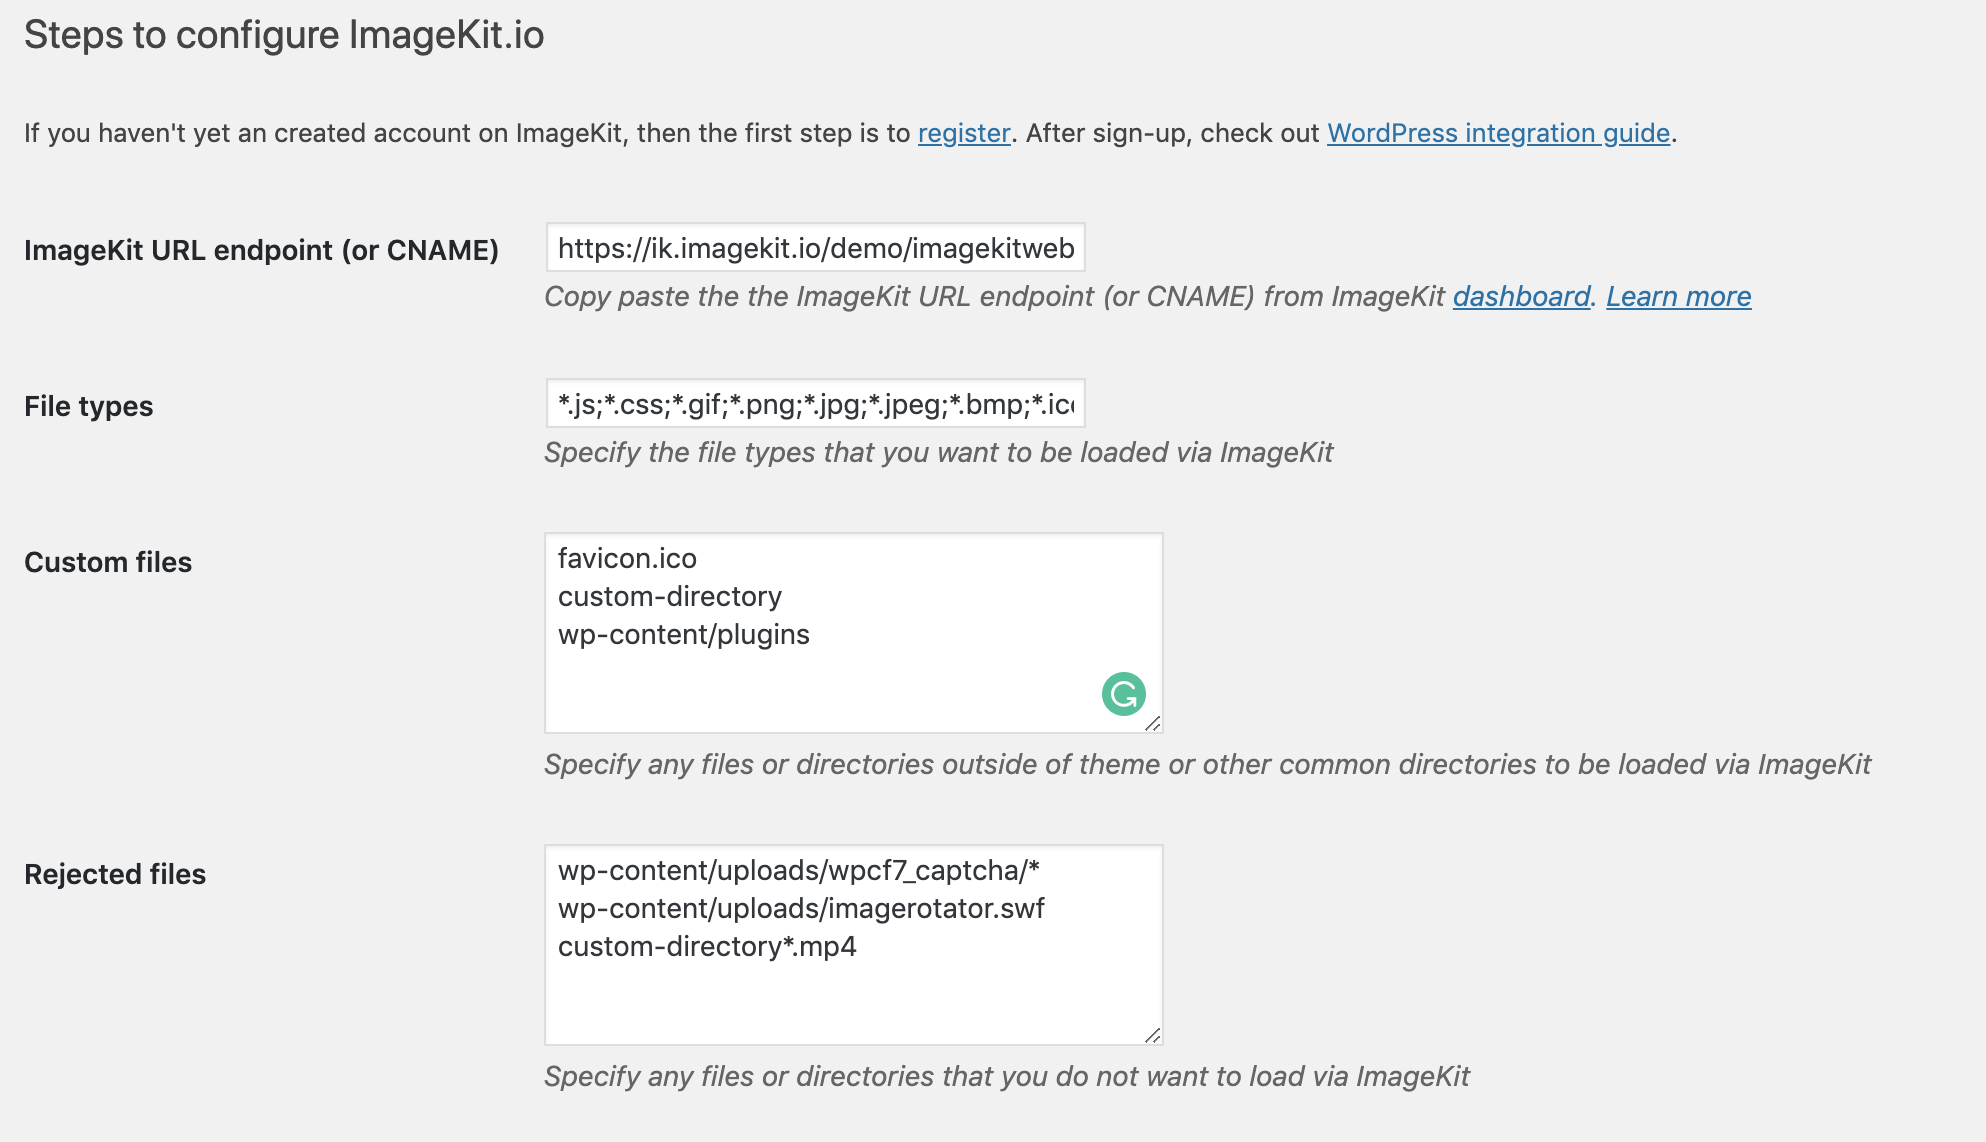 Steps to configure ImageKit.io
If you haven't yet an created account on ImageKit, then the first step is to register. After sign-up, check out WordPress integration guide.
ImageKit URL endpoint (or CNAME)
https://ik.imagekit.io/demo/imagekitweb
Copy paste the the ImageKit URL endpoint (or CNAME) from ImageKit dashboard. Learn more
File types
*.js;*.css;*.gif;*.png;*.jpg;*.jpeg;*.bmp;*.ico
Specify the file types that you want to be loaded via ImageKit
Custom files
favicon.ico
custom-directory
wp-content/plugins
Specify any files or directories outside of theme or other common directories to be loaded via ImageKit
Rejected files
wp-content/uploads/wpcf7_captcha/*
wp-content/uploads/imagerotator.swf
custom-directory*.mp4
Specify any files or directories that you do not want to load via ImageKit